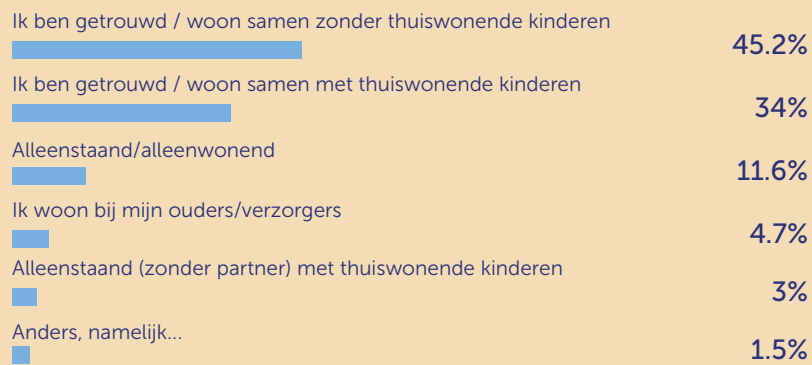 Ik ben getrouwd / woon samen zonder thuiswonende kinderen
45.2%
Ik ben getrouwd / woon samen met thuiswonende kinderen
34%
Alleenstaand/alleenwonend
11.6%
Ik woon bij mijn ouders/verzorgers
4.7%
Alleenstaand (zonder partner) met thuiswonende kinderen
3%
Anders, namelijk...
1.5%